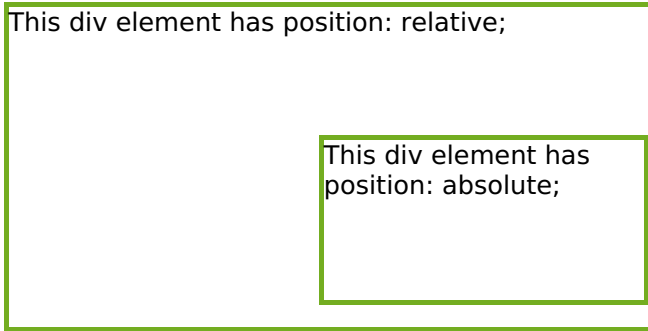 This div element has position: relative;
This div element has
position: absolute;